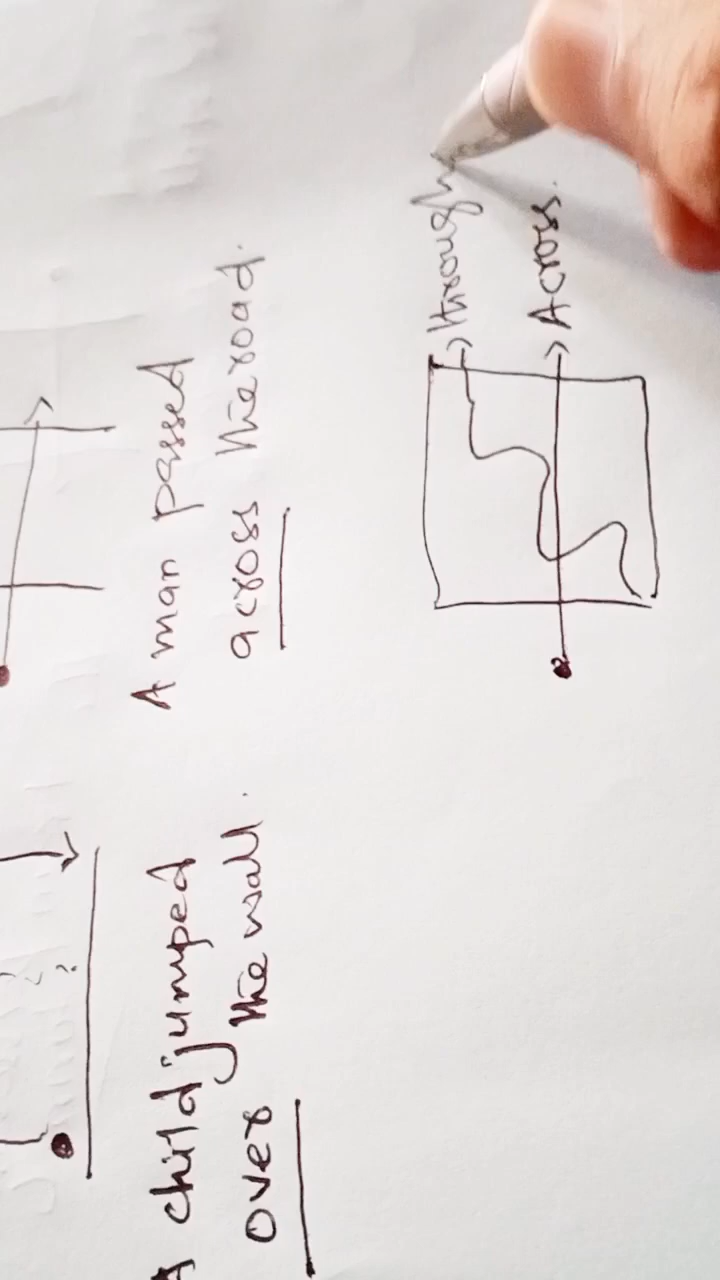 A child jumped
over the wall.
A man passed
across the road.
through
Across.